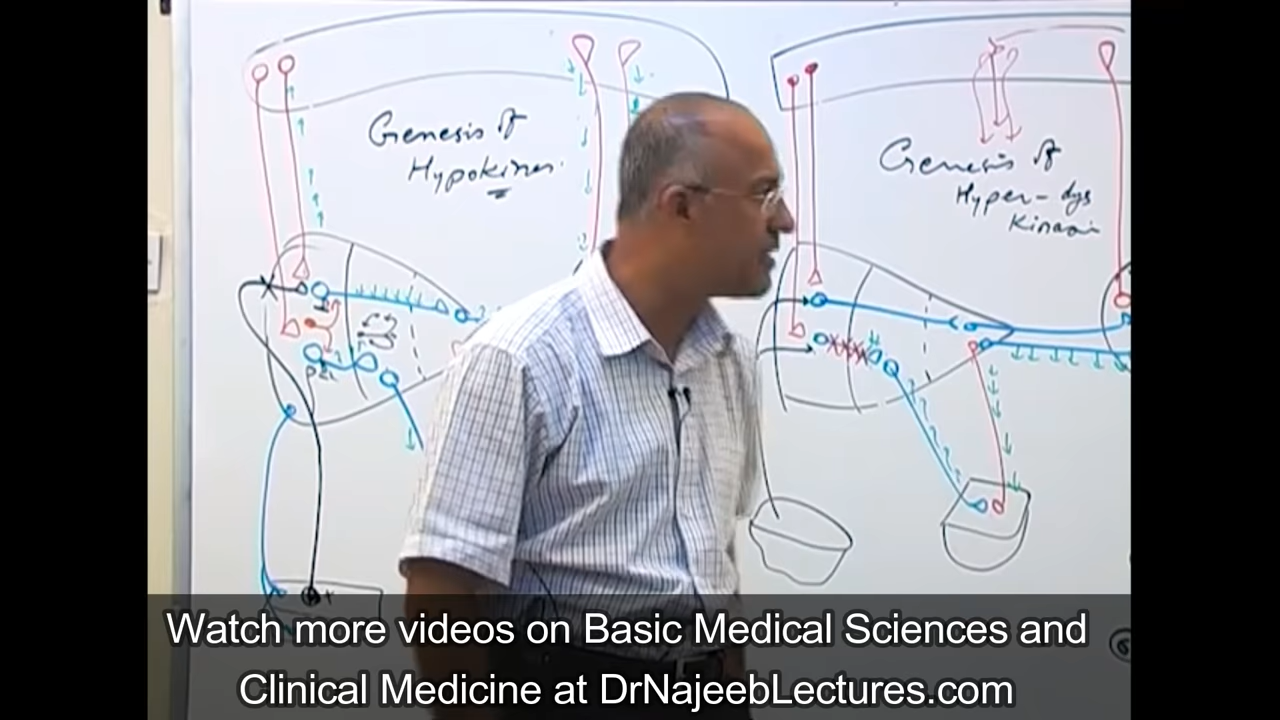 Genesis of
Hypokines
Genesis of
Hyper-dys
Kinasi
Watch more videos on Basic Medical Sciences and
Clinical Medicine at DrNajeebLectures.com